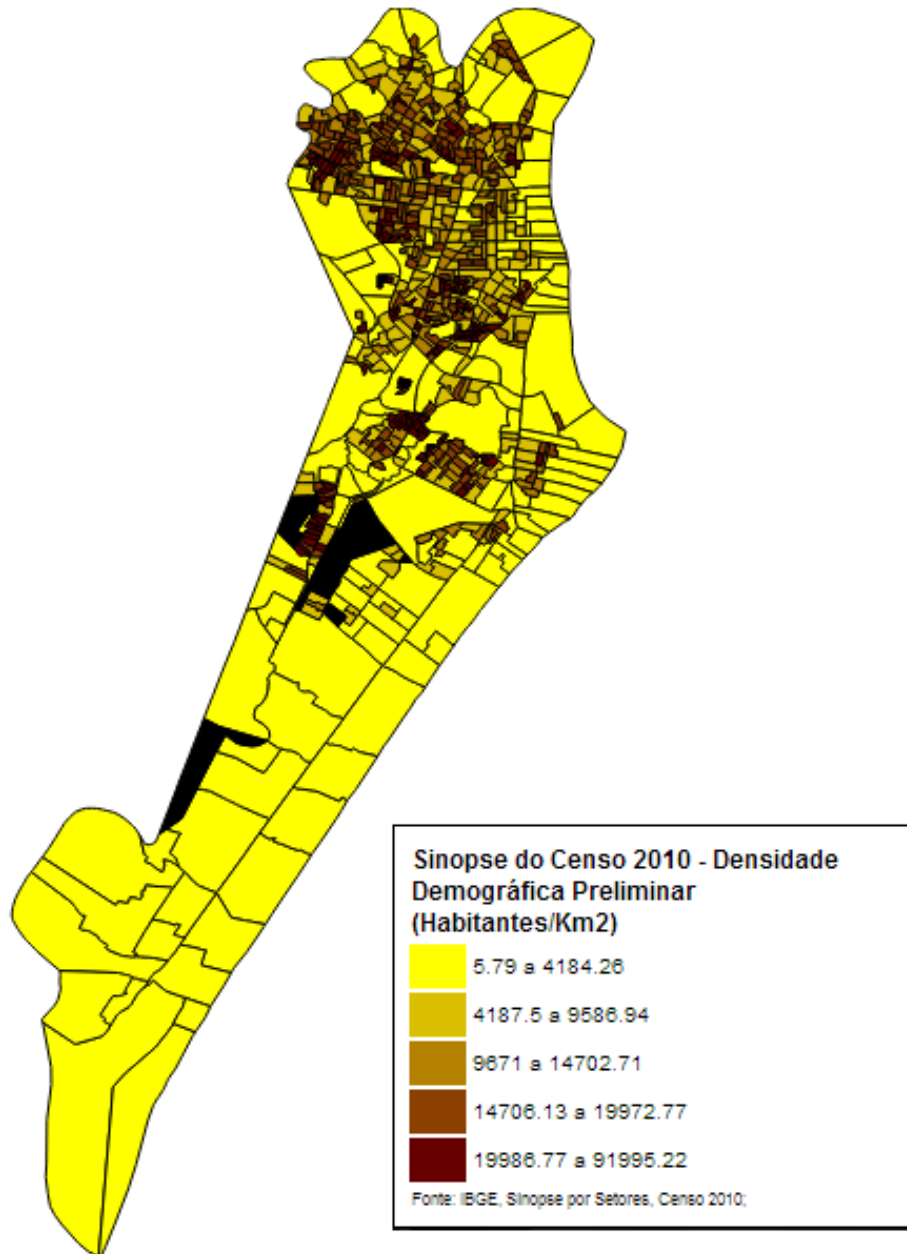 Sinopse do Censo 2010 - Densidade
Demográfica Preliminar
(Habitantes/Km2)
5.79 a 4184.26
4187.5 a 9586.94
9671 a 14702.71
14706.13 a 19972.77
19986.77 a 91995.22
Fonte: IBGE, Sinopse por Setores, Censo 2010;